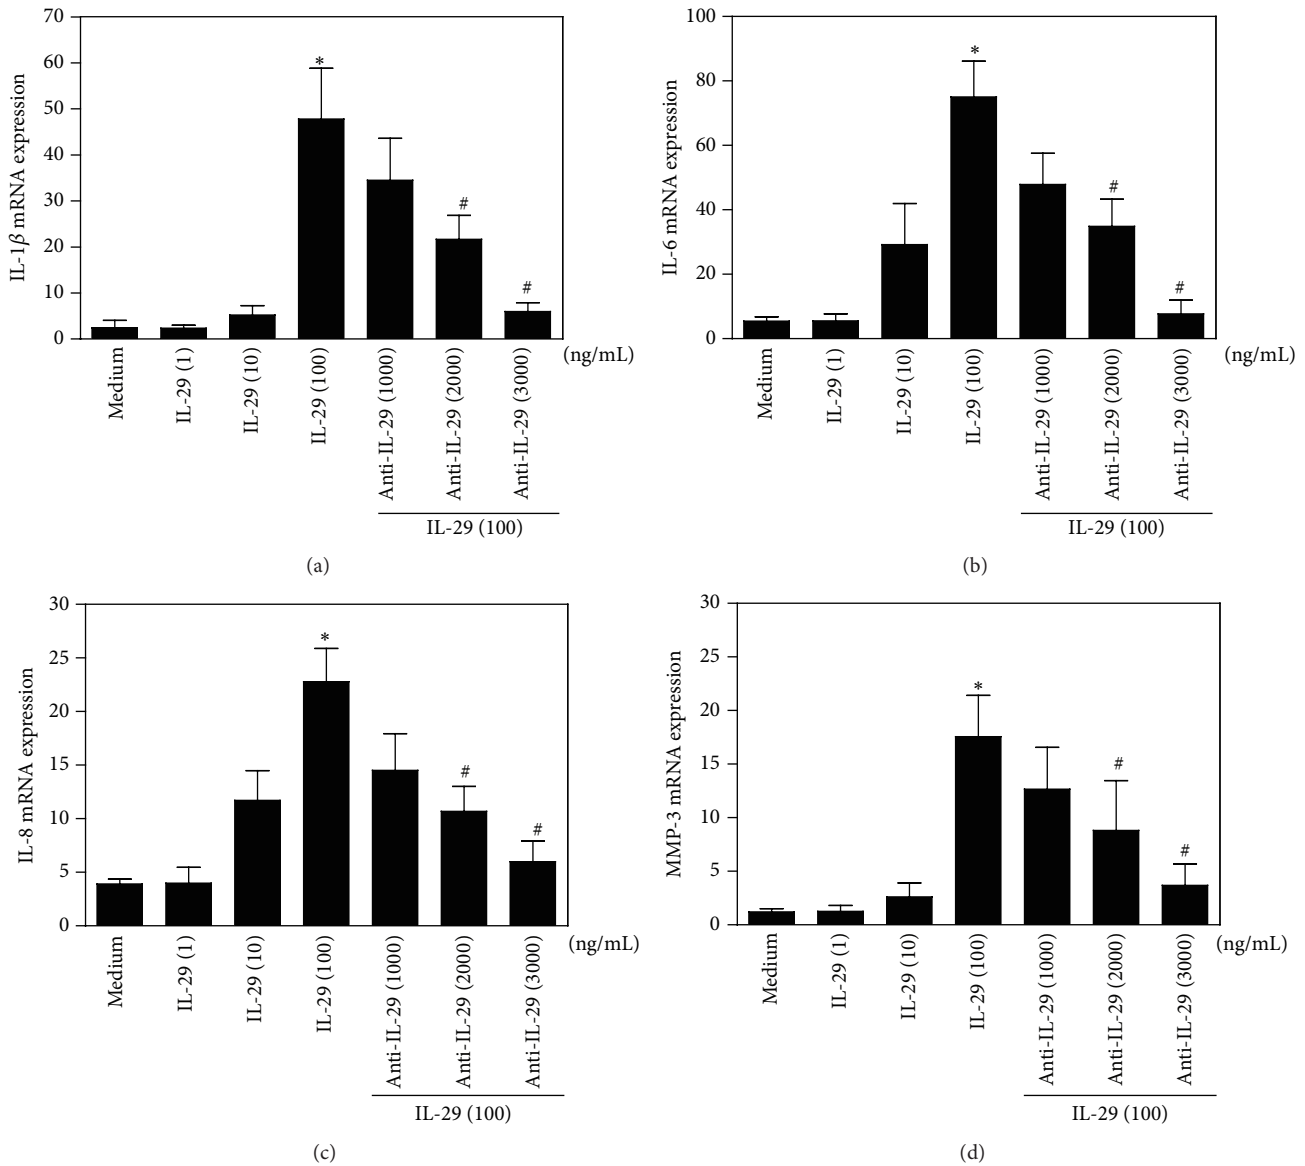 IL-1β mRNA expression
70
60
50
40
30
20
10
0
*
#
#
Medium
IL-29 (1)
IL-29 (10)
IL-29 (100)
Anti-IL-29 (1000)
Anti-IL-29 (2000)
Anti-IL-29 (3000)
(ng/mL)
IL-29 (100)
(a)
IL-6 mRNA expression
100
80
60
40
20
0
*
#
#
Medium
IL-29 (1)
IL-29 (10)
IL-29 (100)
Anti-IL-29 (1000)
Anti-IL-29 (2000)
Anti-IL-29 (3000)
(ng/mL)
IL-29 (100)
(b)
IL-8 mRNA expression
30
25
20
15
10
5
0
*
#
#
Medium
IL-29 (1)
IL-29 (10)
IL-29 (100)
Anti-IL-29 (1000)
Anti-IL-29 (2000)
Anti-IL-29 (3000)
(ng/mL)
IL-29 (100)
(c)
MMP-3 mRNA expression
30
25
20
15
10
5
0
*
#
#
Medium
IL-29 (1)
IL-29 (10)
IL-29 (100)
Anti-IL-29 (1000)
Anti-IL-29 (2000)
Anti-IL-29 (3000)
(ng/mL)
IL-29 (100)
(d)